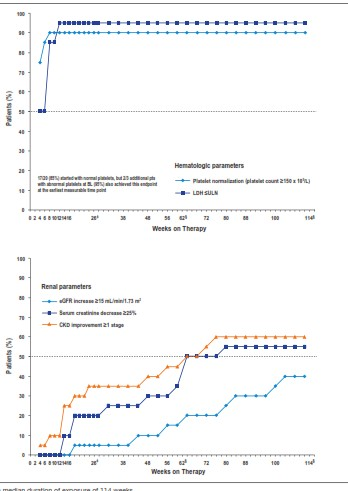 100
90
80
70
60
50
40
30
20
10
0
Patients (%)
17/20 (85%) started with normal platelets, but 2/3 additional pts
with abnormal platelets at BL (95%) also achieved this endpoint
in the earliest measurable time point
Hematologic parameters
Platelet normalization (platelet count ≥150 x 10⁹/L)
LDH ≤ULN
0 2 4 6 8 10 12 14 16 26 38 48 56 62 72 80 88 100 114
Weeks on Therapy
100
90
80
70
60
50
40
30
20
10
0
Patients (%)
Renal parameters
eGFR increase ≥15 mL/min/1.73 m²
Serum creatinine decrease ≥25%
CKD improvement ≥1 stage
0 2 4 6 8 10 12 14 16 26 38 48 56 62 72 80 88 100 114
Weeks on Therapy
median duration of exposure of 114 weeks